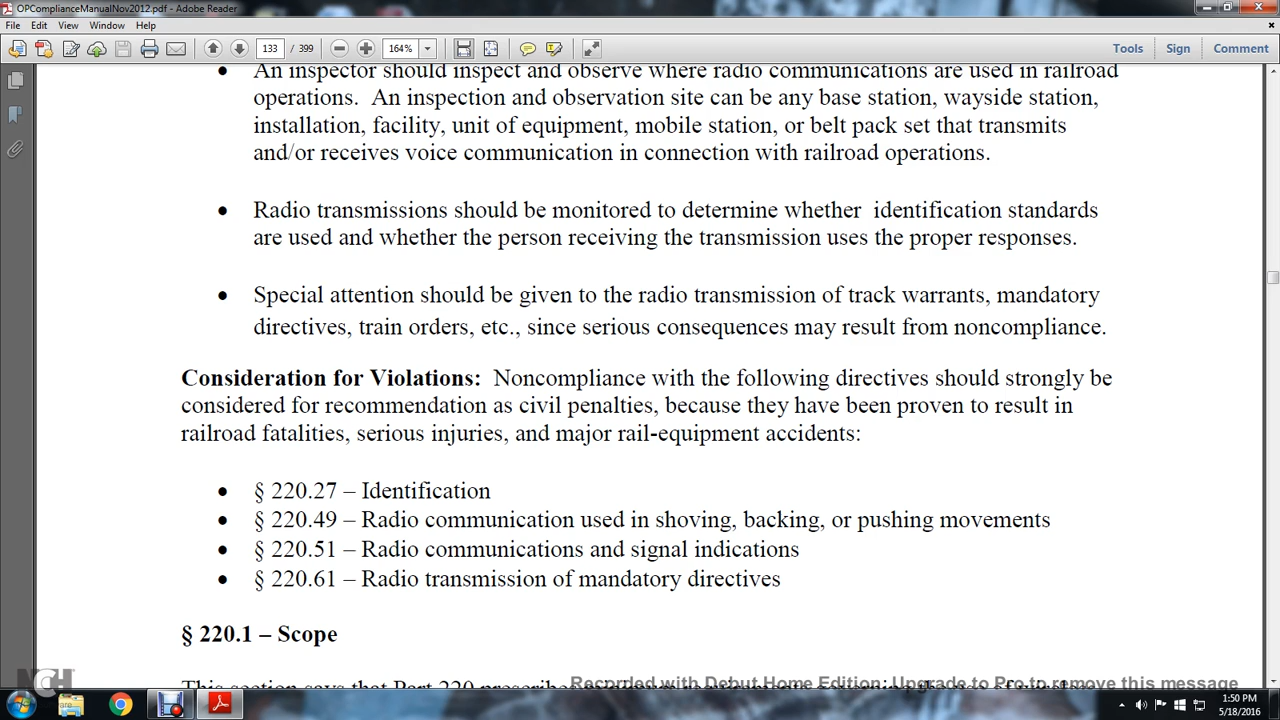 OPComplianceManualNov2012.pdf - Adobe Reader
File Edit View Window Help
133 / 399 164% Tools Sign Comment
• An inspector should inspect and observe where radio communications are used in railroad
operations. An inspection and observation site can be any base station, wayside station,
installation, facility, unit of equipment, mobile station, or belt pack set that transmits
and/or receives voice communication in connection with railroad operations.
• Radio transmissions should be monitored to determine whether identification standards
are used and whether the person receiving the transmission uses the proper responses.
• Special attention should be given to the radio transmission of track warrants, mandatory
directives, train orders, etc., since serious consequences may result from noncompliance.
Consideration for Violations: Noncompliance with the following directives should strongly be
considered for recommendation as civil penalties, because they have been proven to result in
railroad fatalities, serious injuries, and major rail-equipment accidents:
• § 220.27 – Identification
• § 220.49 – Radio communication used in shoving, backing, or pushing movements
• § 220.51 – Radio communications and signal indications
• § 220.61 – Radio transmission of mandatory directives
§ 220.1 – Scope
This section says that Part 220
Recorded with Debut Home Edition. Upgrade to Pro to remove this message
NCH
1:50 PM
5/18/2016